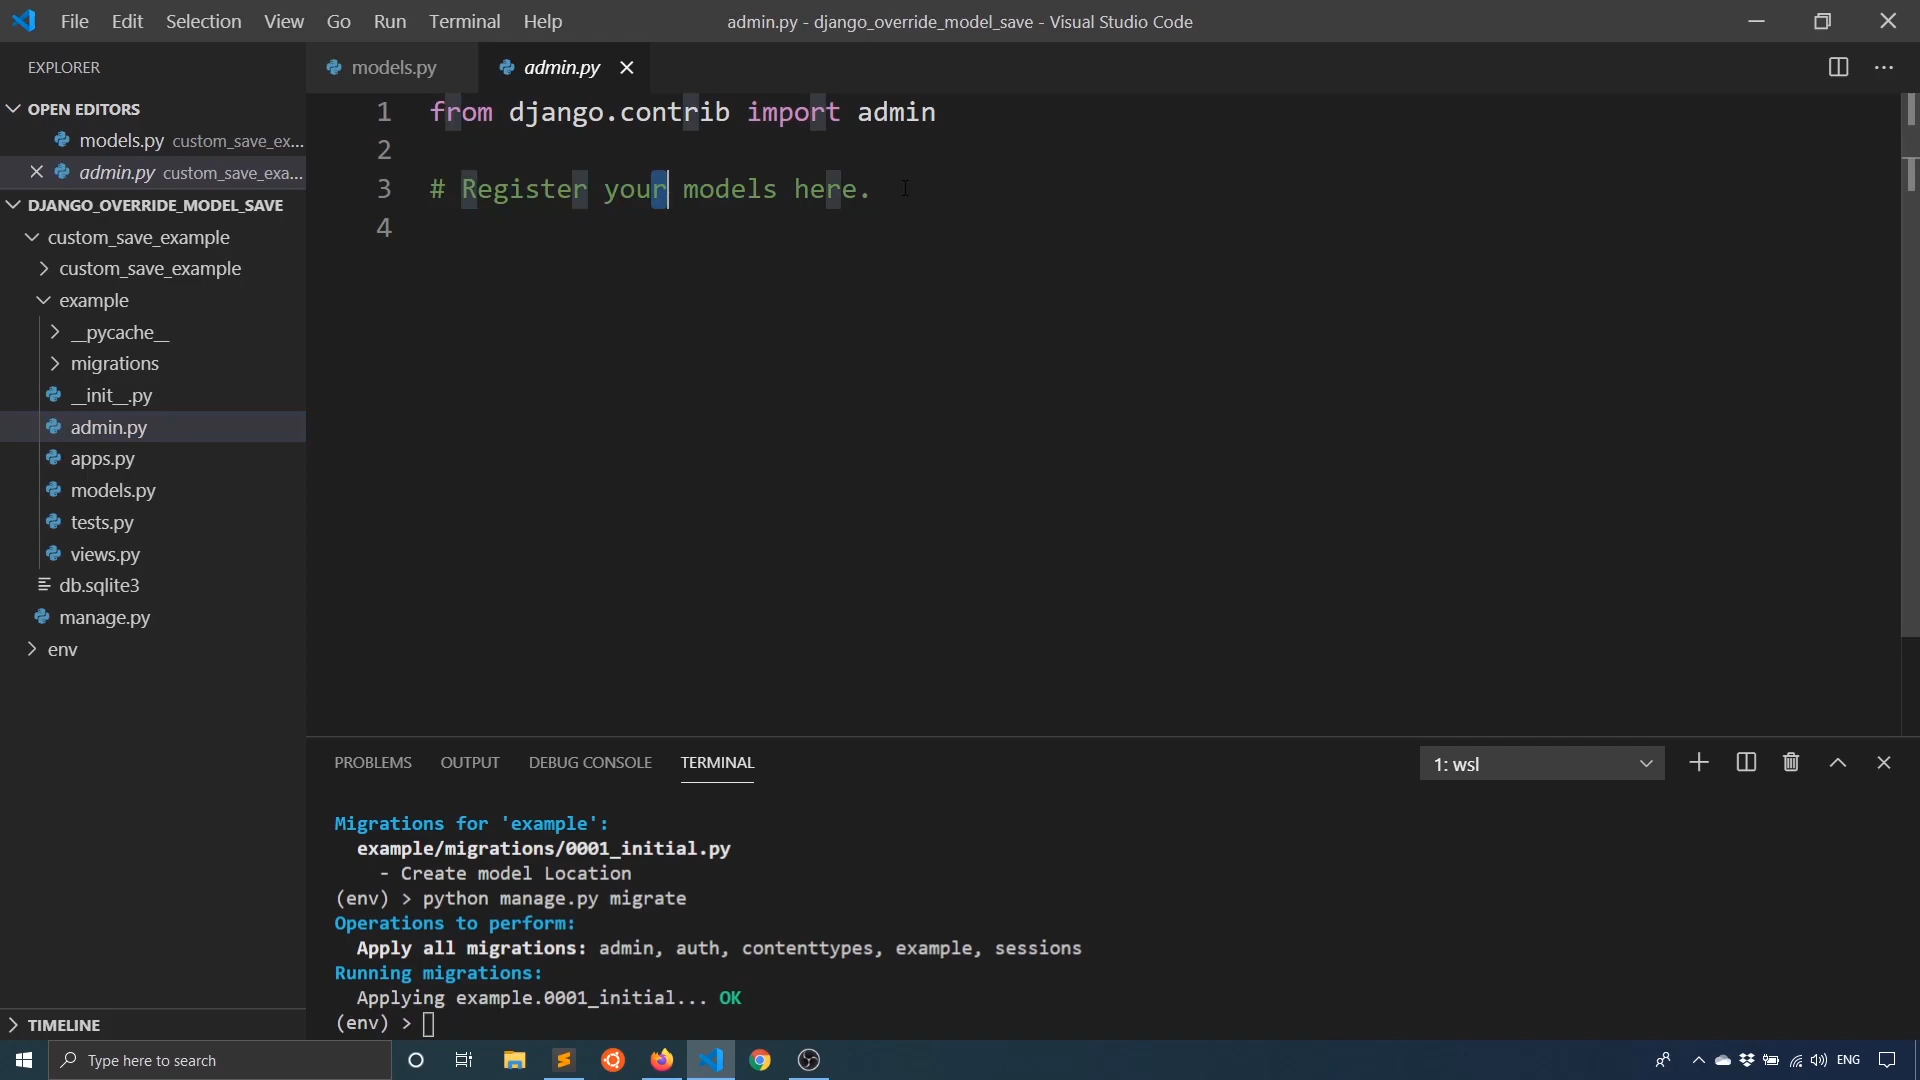 File Edit Selection View Go Run Terminal Help
admin.py - django_override_model_save - Visual Studio Code
EXPLORER
OPEN EDITORS
models.py custom_save_ex...
admin.py custom_save_exa...
DJANGO_OVERRIDE_MODEL_SAVE
custom_save_example
custom_save_example
example
__pycache__
migrations
__init__.py
admin.py
apps.py
models.py
tests.py
views.py
db.sqlite3
manage.py
env
TIMELINE
models.py admin.py
1 from django.contrib import admin
2
3 # Register your models here.
4
PROBLEMS OUTPUT DEBUG CONSOLE TERMINAL
1: wsl
Migrations for 'example':
example/migrations/0001_initial.py
- Create model Location
(env) > python manage.py migrate
Operations to perform:
Apply all migrations: admin, auth, contenttypes, example, sessions
Running migrations:
Applying example.0001_initial... OK
(env) >
Type here to search
ENG